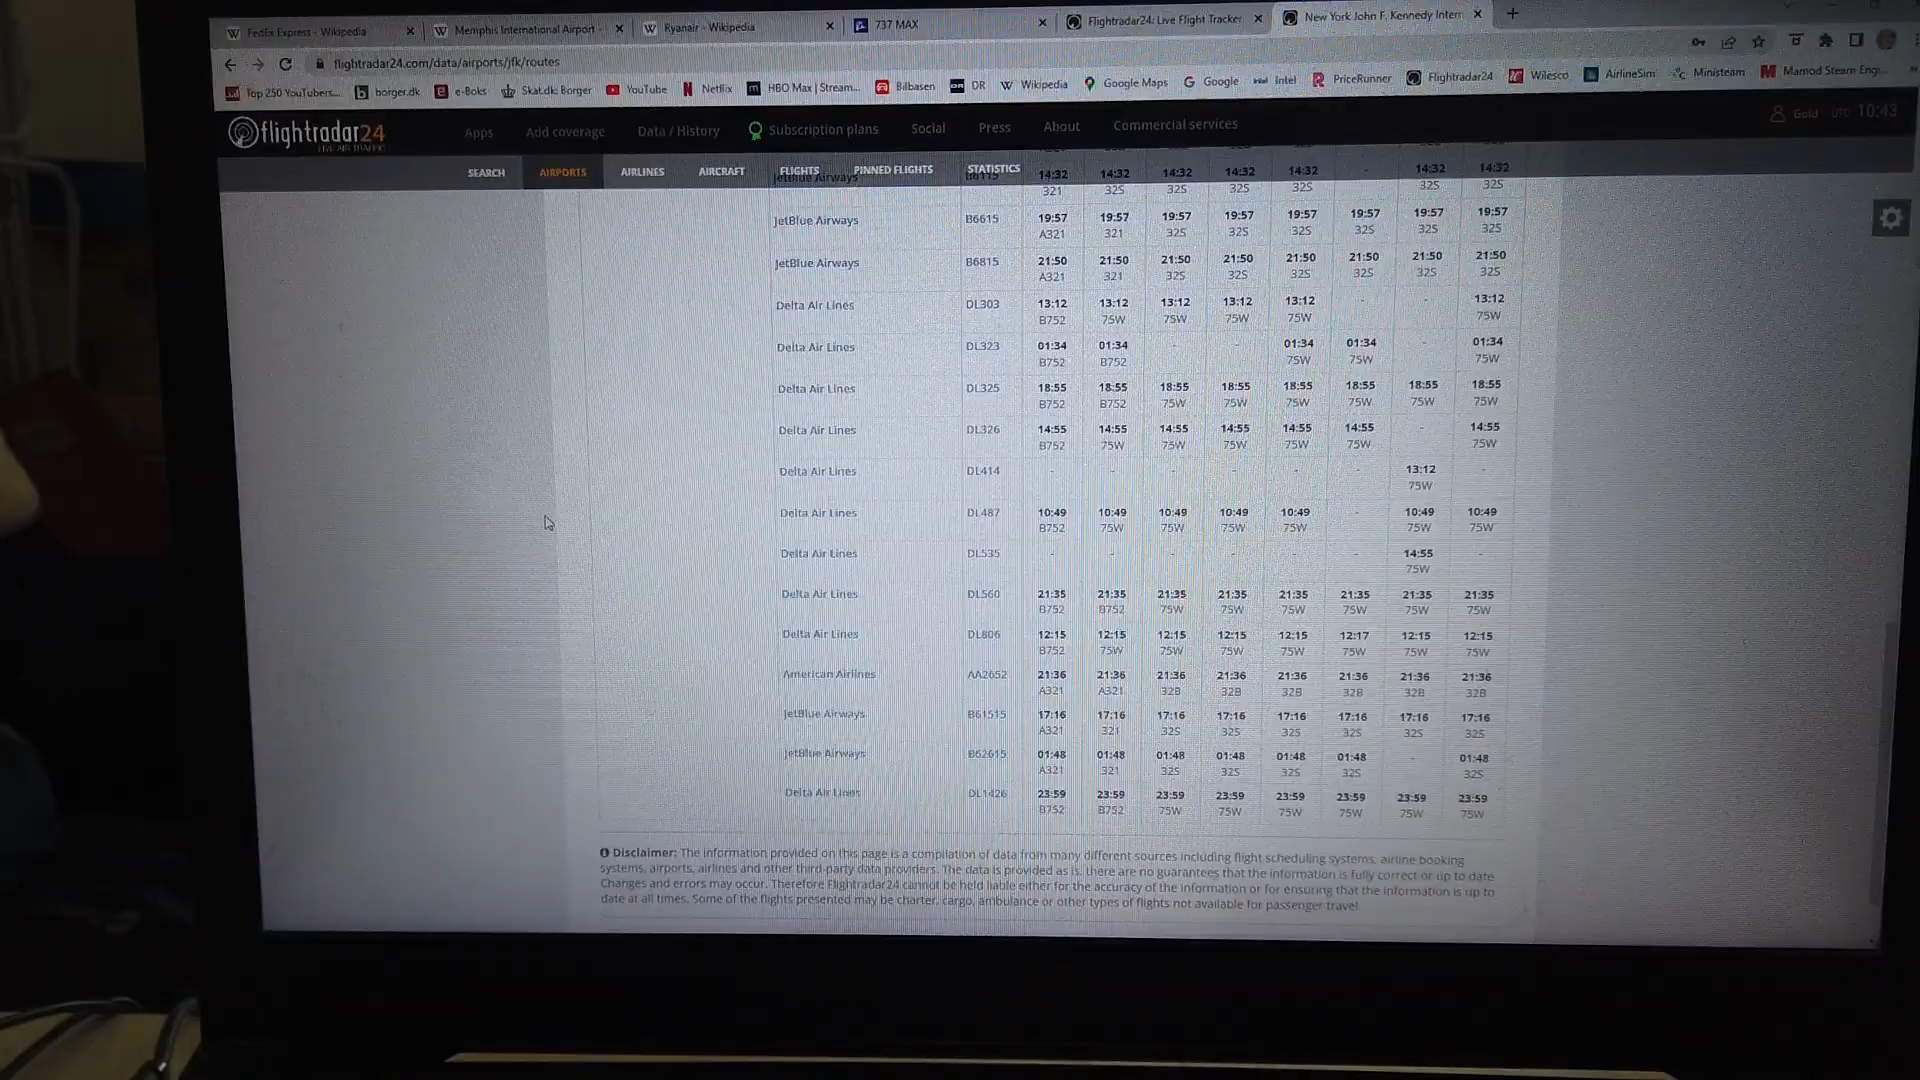 FedEx Express - Wikipedia Memphis International Airport - Ryanair - Wikipedia 737 MAX Flightradar24: Live Flight Tracker New York John F. Kennedy Intern
flightradar24.com/data/airports/jfk/routes
Top 250 YouTubers... borger.dk e-Boks Skat.dk: Borger YouTube Netflix HBO Max | Stream... Bilbasen DR Wikipedia Google Maps Google Intel PriceRunner Flightradar24 Wilesco AirlineSim Ministeam Mamod Steam Engi...
flightradar24 Apps Add coverage Data / History Subscription plans Social Press About Commercial services Gold UTC 10:43
LIVE AIR TRAFFIC
SEARCH AIRPORTS AIRLINES AIRCRAFT FLIGHTS PINNED FLIGHTS STATISTICS
JetBlue Airways 14:32 14:32 14:32 14:32 14:32 - 14:32 14:32
321 32S 32S 32S 32S 32S 32S
JetBlue Airways B6615 19:57 19:57 19:57 19:57 19:57 19:57 19:57 19:57
A321 321 32S 32S 32S 32S 32S 32S
JetBlue Airways B6815 21:50 21:50 21:50 21:50 21:50 21:50 21:50 21:50
A321 321 32S 32S 32S 32S 32S 32S
Delta Air Lines DL303 13:12 13:12 13:12 13:12 13:12 - - 13:12
B752 75W 75W 75W 75W 75W
Delta Air Lines DL323 01:34 01:34 - - 01:34 01:34 - 01:34
B752 B752 75W 75W 75W
Delta Air Lines DL325 18:55 18:55 18:55 18:55 18:55 18:55 18:55 18:55
B752 B752 75W 75W 75W 75W 75W 75W
Delta Air Lines DL326 14:55 14:55 14:55 14:55 14:55 14:55 - 14:55
B752 75W 75W 75W 75W 75W 75W
Delta Air Lines DL414 - - - - - - 13:12 -
75W
Delta Air Lines DL487 10:49 10:49 10:49 10:49 10:49 - 10:49 10:49
B752 75W 75W 75W 75W 75W 75W
Delta Air Lines DL535 - - - - - - 14:55 -
75W
Delta Air Lines DL560 21:35 21:35 21:35 21:35 21:35 21:35 21:35 21:35
B752 B752 75W 75W 75W 75W 75W 75W
Delta Air Lines DL806 12:15 12:15 12:15 12:15 12:15 12:17 12:15 12:15
B752 75W 75W 75W 75W 75W 75W 75W
American Airlines AA2652 21:36 21:36 21:36 21:36 21:36 21:36 21:36 21:36
A321 A321 32B 32B 32B 32B 32B 32B
JetBlue Airways B61515 17:16 17:16 17:16 17:16 17:16 17:16 17:16 17:16
A321 321 32S 32S 32S 32S 32S 32S
JetBlue Airways B62615 01:48 01:48 01:48 01:48 01:48 01:48 - 01:48
A321 321 32S 32S 32S 32S 32S
Delta Air Lines DL1426 23:59 23:59 23:59 23:59 23:59 23:59 23:59 23:59
B752 B752 75W 75W 75W 75W 75W 75W
Disclaimer: The information provided on this page is a compilation of data from many different sources including flight scheduling systems, airline booking
systems, airports, airlines and other third-party data providers. The data is provided as is, there are no guarantees that the information is fully correct or up to date
Changes and errors may occur. Therefore Flightradar24 cannot be held liable either for the accuracy of the information or for ensuring that the information is up to
date at all times. Some of the flights presented may be charter, cargo, ambulance or other types of flights not available for passenger travel